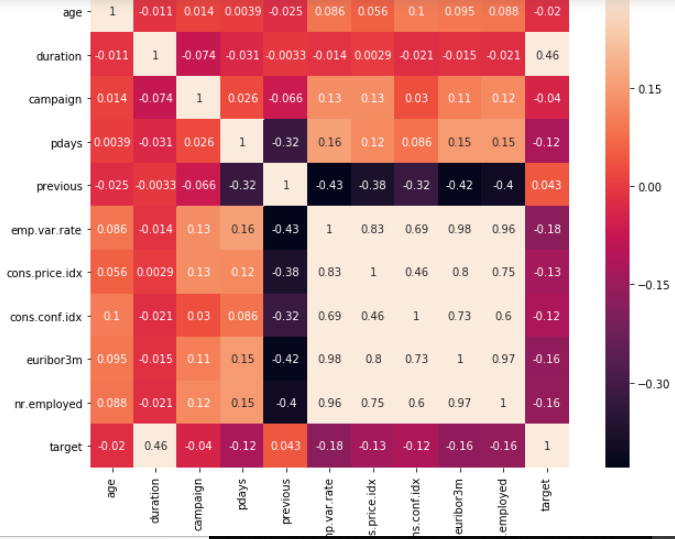 age 1 -0.011 0.014 0.0039 -0.025 0.086 0.056 0.1 0.095 0.088 -0.02
duration -0.011 1 -0.074 -0.031 -0.0033 -0.014 0.0029 -0.021 -0.015 -0.021 0.46
campaign 0.014 -0.074 1 0.026 -0.066 0.13 0.13 0.03 0.11 0.12 -0.04
pdays 0.0039 -0.031 0.026 1 -0.32 0.16 0.12 0.086 0.15 0.15 -0.12
previous -0.025 -0.0033 -0.066 -0.32 1 -0.43 -0.38 -0.32 -0.42 -0.4 0.043
emp.var.rate 0.086 -0.014 0.13 0.16 -0.43 1 0.83 0.69 0.98 0.96 -0.18
cons.price.idx 0.056 0.0029 0.13 0.12 -0.38 0.83 1 0.46 0.8 0.75 -0.13
cons.conf.idx 0.1 -0.021 0.03 0.086 -0.32 0.69 0.46 1 0.73 0.6 -0.12
euribor3m 0.095 -0.015 0.11 0.15 -0.42 0.98 0.8 0.73 1 0.97 -0.16
nr.employed 0.088 -0.021 0.12 0.15 -0.4 0.96 0.75 0.6 0.97 1 -0.16
target -0.02 0.46 -0.04 -0.12 0.043 -0.18 -0.13 -0.12 -0.16 -0.16 1
age
duration
campaign
pdays
previous
mp.var.rate
s.price.idx
ns.conf.idx
euribor3m
.employed
target
0.15
0.00
−0.15
−0.30